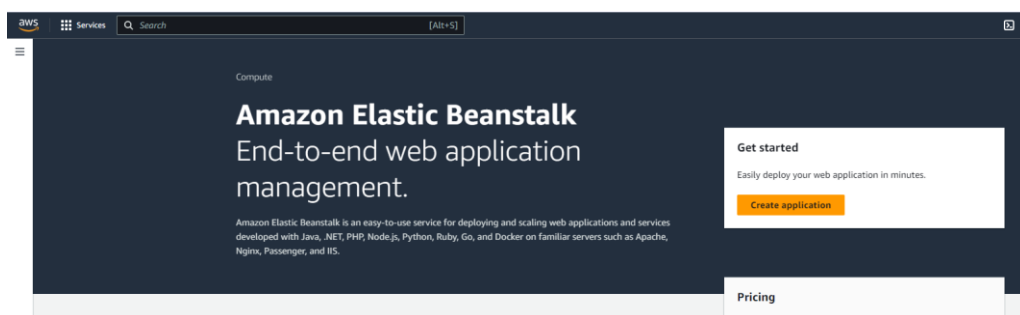 aws
Services
Search
[Alt+S]
Compute
Amazon Elastic Beanstalk
End-to-end web application
management.
Amazon Elastic Beanstalk is an easy-to-use service for deploying and scaling web applications and services
developed with Java, .NET, PHP, Node.js, Python, Ruby, Go, and Docker on familiar servers such as Apache,
Nginx, Passenger, and IIS.
Get started
Easily deploy your web application in minutes.
Create application
Pricing